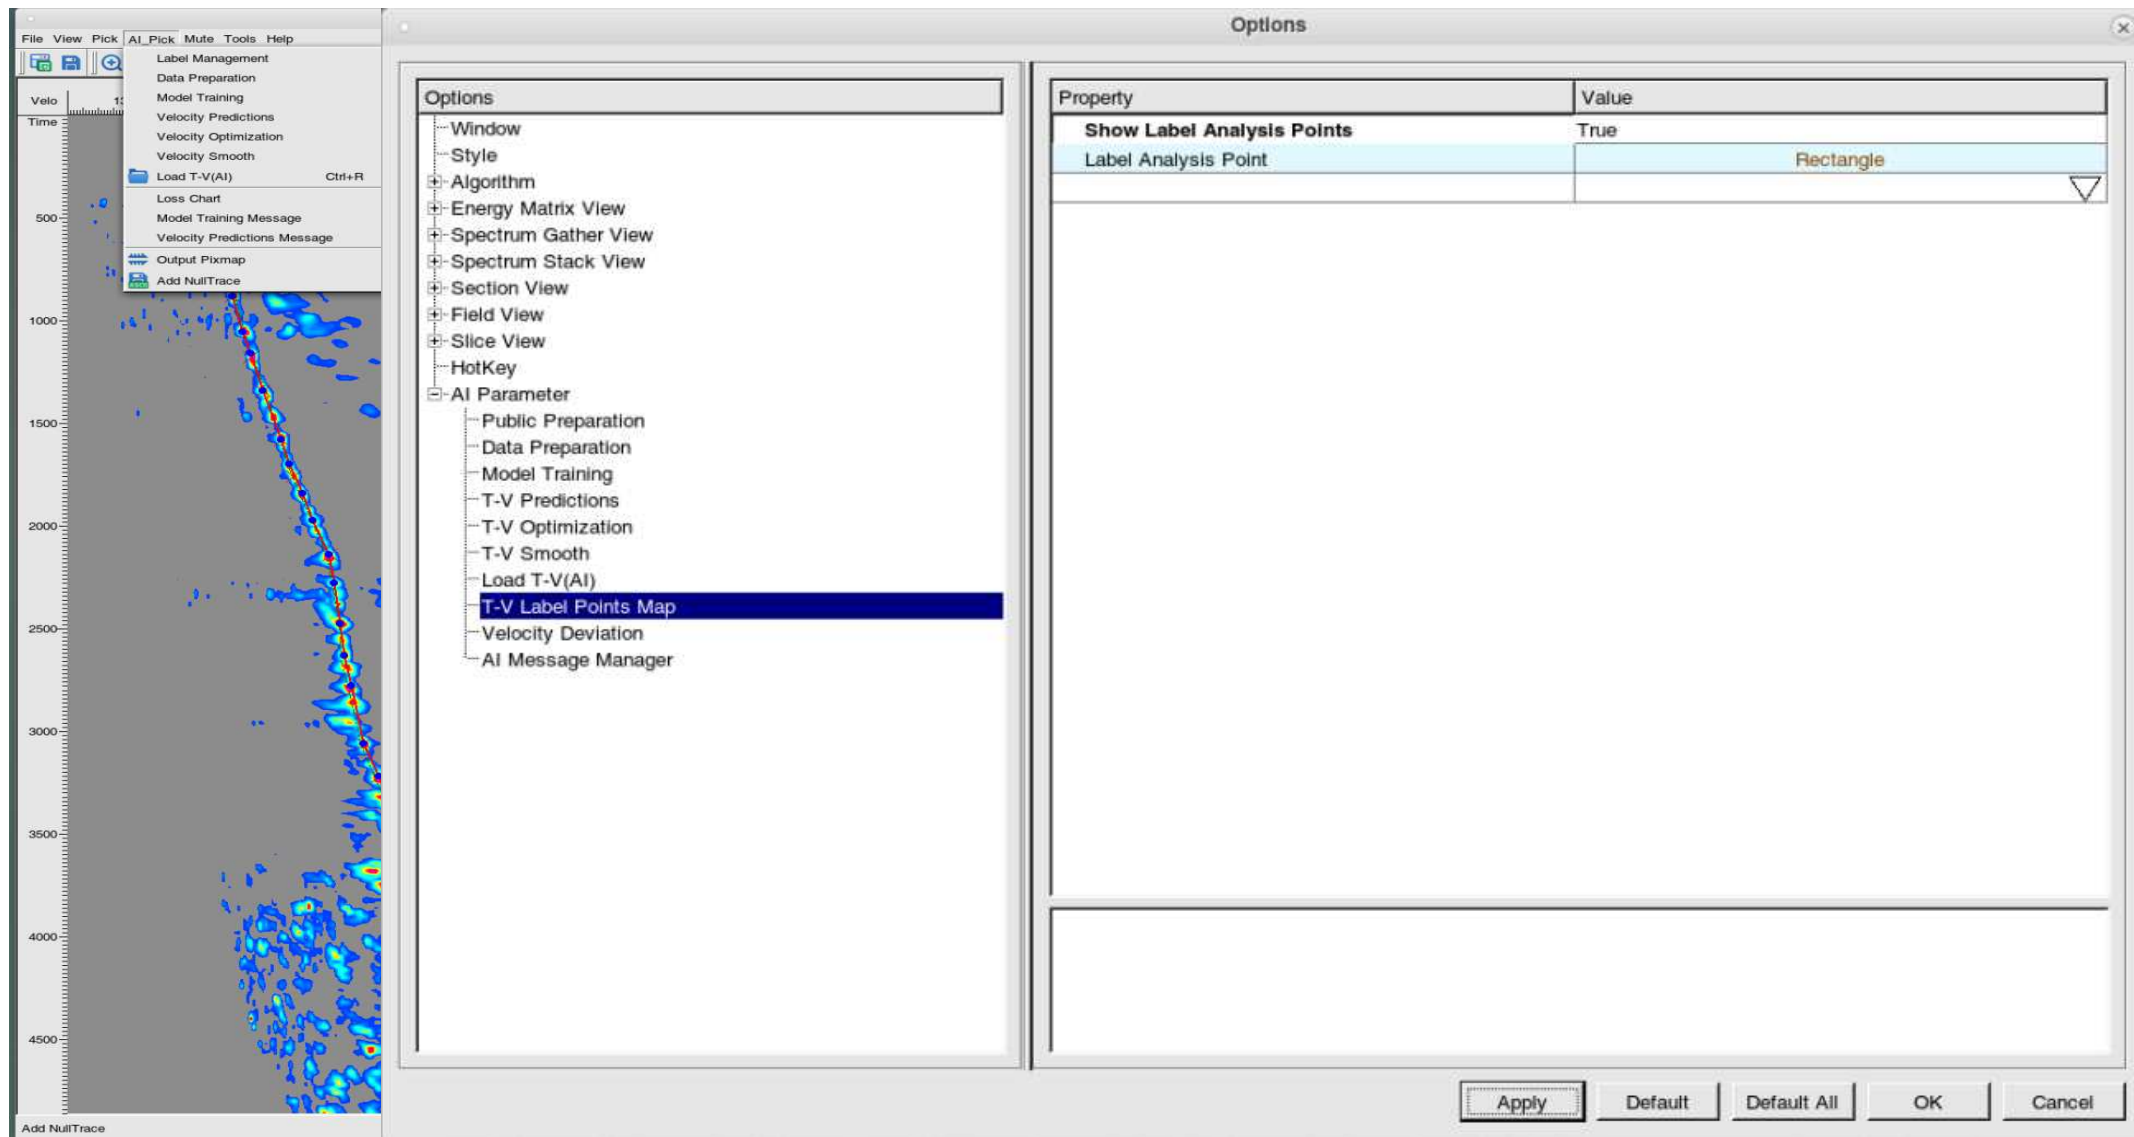 File View Pick AI_Pick Mute Tools Help
Label Management
Data Preparation
Model Training
Velocity Predictions
Velocity Optimization
Velocity Smooth
Load T-V(AI) Ctrl+R
Loss Chart
Model Training Message
Velocity Predictions Message
Output Pixmap
Add NullTrace
Velo
Time
500
1000
1500
2000
2500
3000
3500
4000
4500
Add NullTrace
Options
Options
Window
Style
Algorithm
Energy Matrix View
Spectrum Gather View
Spectrum Stack View
Section View
Field View
Slice View
HotKey
AI Parameter
Public Preparation
Data Preparation
Model Training
T-V Predictions
T-V Optimization
T-V Smooth
Load T-V(AI)
T-V Label Points Map
Velocity Deviation
AI Message Manager
Property Value
Show Label Analysis Points True
Label Analysis Point Rectangle
Apply Default Default All OK Cancel